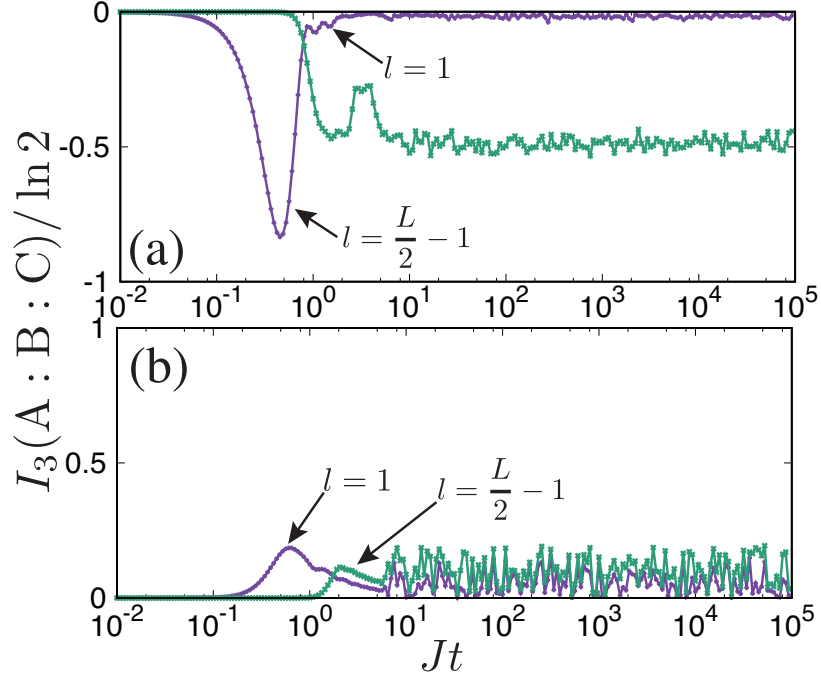 0
-0.5
-1
l = 1
l = L/2 − 1
(a)
10^-2 10^-1 10^0 10^1 10^2 10^3 10^4 10^5
I_3(A : B : C)/ ln 2
1
0.5
0
(b)
l = 1
l = L/2 − 1
10^-2 10^-1 10^0 10^1 10^2 10^3 10^4 10^5
Jt